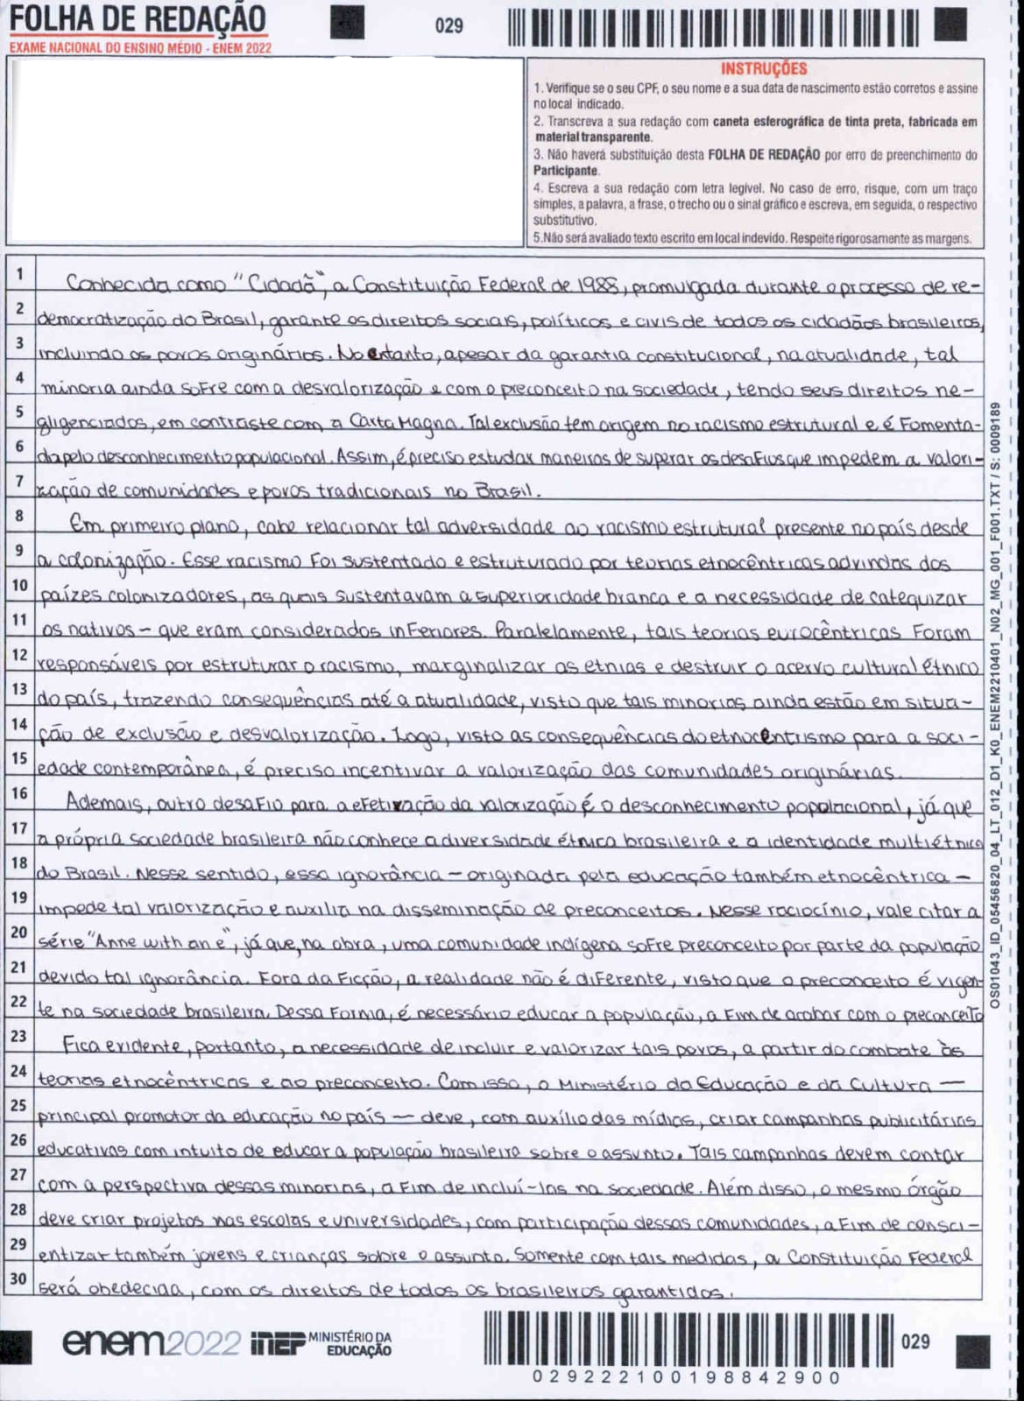 FOLHA DE REDAÇÃO
EXAME NACIONAL DO ENSINO MÉDIO - ENEM 2022
029
INSTRUÇÕES
1. Verifique se o seu CPF, o seu nome e a sua data de nascimento estão corretos e assine
no local indicado.
2. Transcreva a sua redação com caneta esferográfica de tinta preta, fabricada em
material transparente.
3. Não haverá substituição desta FOLHA DE REDAÇÃO por erro de preenchimento do
Participante.
4. Escreva a sua redação com letra legível. No caso de erro, risque, com um traço
simples, a palavra, a frase, o trecho ou o sinal gráfico e escreva, em seguida, o respectivo
substitutivo.
5.Não será avaliado texto escrito em local indevido. Respeite rigorosamente as margens.
1 Conhecida como "Cidadã", a Constituição Federal de 1988, promulgada durante o processo de re-
2 democratização do Brasil, garante os direitos sociais, políticos e civis de todos os cidadãos brasileiros,
3 incluindo os povos originários. No entanto, apesar da garantia constitucional, na atualidade, tal
4 minoria ainda sofre com a desvalorização e com o preconceito na sociedade, tendo seus direitos ne-
5 gligenciados, em contraste com a Carta Magna. Tal exclusão tem origem no racismo estrutural e é fomenta-
6 da pelo desconhecimento populacional. Assim, é preciso estudar maneiras de superar os desafios que impedem a valori-
7 zação de comunidades e povos tradicionais no Brasil.
8 Em primeiro plano, cabe relacionar tal adversidade ao racismo estrutural presente no país desde
9 a colonização. Esse racismo foi sustentado e estruturado por teorias etnocêntricas advindas dos
10 paízes colonizadores, as quais sustentavam a superioridade branca e a necessidade de catequizar
11 os nativos - que eram considerados inferiores. Paralelamente, tais teorias eurocêntricas foram
12 responsáveis por estruturar o racismo, marginalizar as etnias e destruir o acervo cultural étnico
13 do país, trazendo consequências até a atualidade, visto que tais minorias ainda estão em situa-
14 ção de exclusão e desvalorização. Logo, visto as consequências do etnocentrismo para a soci-
15 edade contemporânea, é preciso incentivar a valorização das comunidades originárias.
16 Ademais, outro desafio para a efetivação da valorização é o desconhecimento populacional, já que
17 a própria sociedade brasileira não conhece a diversidade étnica brasileira e a identidade multiétnica
18 do Brasil. Nesse sentido, essa ignorância - originada pela educação também etnocêntrica -
19 impede tal valorização e auxilia na disseminação de preconceitos. Nesse raciocínio, vale citar a
20 série "Anne with an e", já que, na obra, uma comunidade indígena sofre preconceito por parte da população
21 devido tal ignorância. Fora da ficção, a realidade não é diferente, visto que o preconceito é vigen-
22 te na sociedade brasileira. Dessa forma, é necessário educar a população, a fim de acabar com o preconceito
23 Fica evidente, portanto, a necessidade de incluir e valorizar tais povos, a partir do combate às
24 teorias etnocêntricas e ao preconceito. Com isso, o Ministério da Educação e da Cultura —
25 principal promotor da educação no país — deve, com auxílio das mídias, criar campanhas publicitárias
26 educativas com intuito de educar a população brasileira sobre o assunto. Tais campanhas devem contar
27 com a perspectiva dessas minorias, a fim de incluí-las na sociedade. Além disso, o mesmo órgão
28 deve criar projetos nas escolas e universidades, com participação dessas comunidades, a fim de consci-
29 entizar também jovens e crianças sobre o assunto. Somente com tais medidas, a Constituição Federal
30 será obedecida, com os direitos de todos os brasileiros garantidos.
OS01043_ID_05456820_04_LT_012_D1_K0_ENEM2210401_N02_MG_001_F001.TXT / S: 0009189
enem2022 inep MINISTÉRIO DA
EDUCAÇÃO
029
029222100198842900